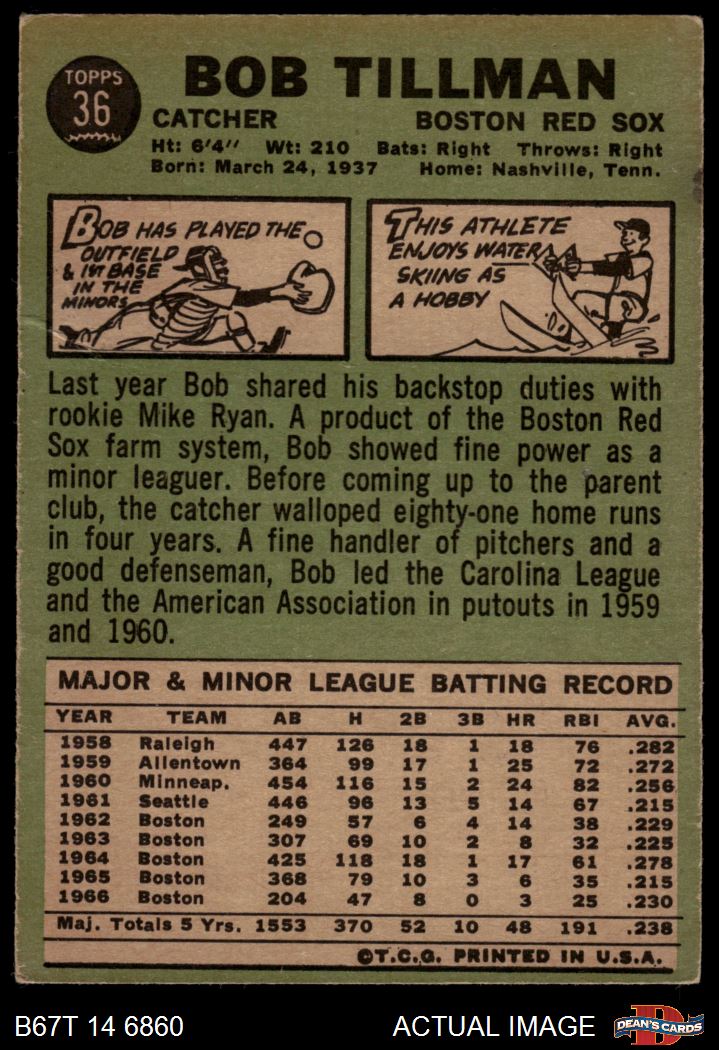 TOPPS
36
BOB TILLMAN
CATCHER BOSTON RED SOX
Ht: 6'4" Wt: 210 Bats: Right Throws: Right
Born: March 24, 1937 Home: Nashville, Tenn.
BOB HAS PLAYED THE
OUTFIELD
& 1ST BASE
IN THE
MINORS
THIS ATHLETE
ENJOYS WATER
SKIING AS
A HOBBY
Last year Bob shared his backstop duties with
rookie Mike Ryan. A product of the Boston Red
Sox farm system, Bob showed fine power as a
minor leaguer. Before coming up to the parent
club, the catcher walloped eighty-one home runs
in four years. A fine handler of pitchers and a
good defenseman, Bob led the Carolina League
and the American Association in putouts in 1959
and 1960.
MAJOR & MINOR LEAGUE BATTING RECORD
YEAR TEAM AB H 2B 3B HR RBI AVG.
1958 Raleigh 447 126 18 1 18 76 .282
1959 Allentown 364 99 17 1 25 72 .272
1960 Minneap. 454 116 15 2 24 82 .256
1961 Seattle 446 96 13 5 14 67 .215
1962 Boston 249 57 6 4 14 38 .229
1963 Boston 307 69 10 2 8 32 .225
1964 Boston 425 118 18 1 17 61 .278
1965 Boston 368 79 10 3 6 35 .215
1966 Boston 204 47 8 0 3 25 .230
Maj. Totals 5 Yrs. 1553 370 52 10 48 191 .238
©T.C.G. PRINTED IN U.S.A.
B67T 14 6860 ACTUAL IMAGE
DEAN'S CARDS